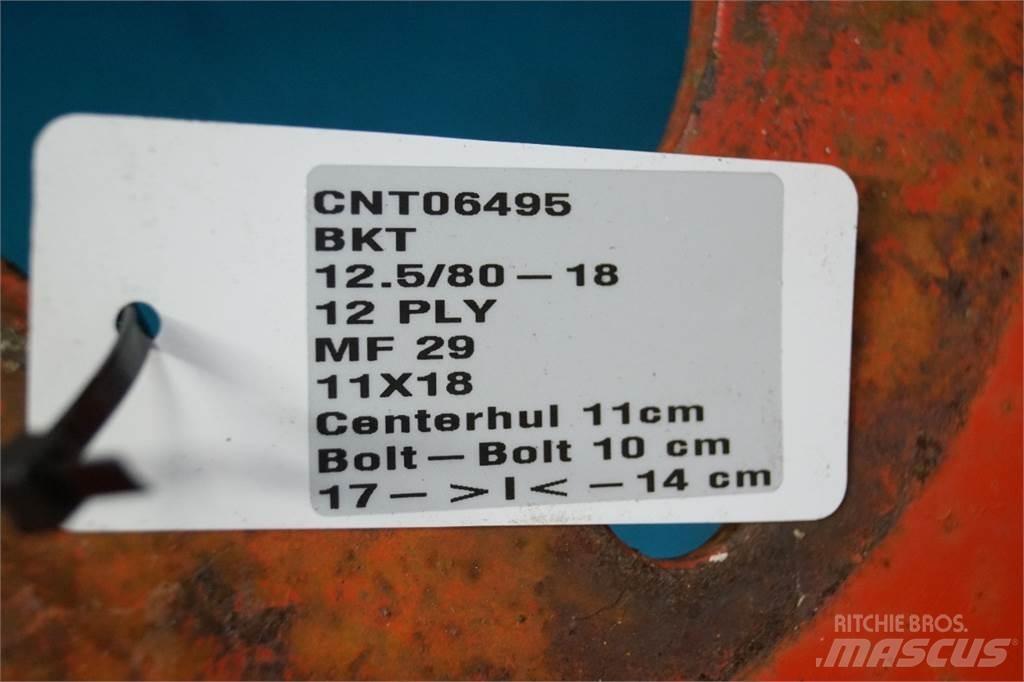 CNT06495
BKT
12.5/80 – 18
12 PLY
MF 29
11X18
Centerhul 11cm
Bolt – Bolt 10 cm
17 – > I < – 14 cm
RITCHIE BROS.
MASCUS